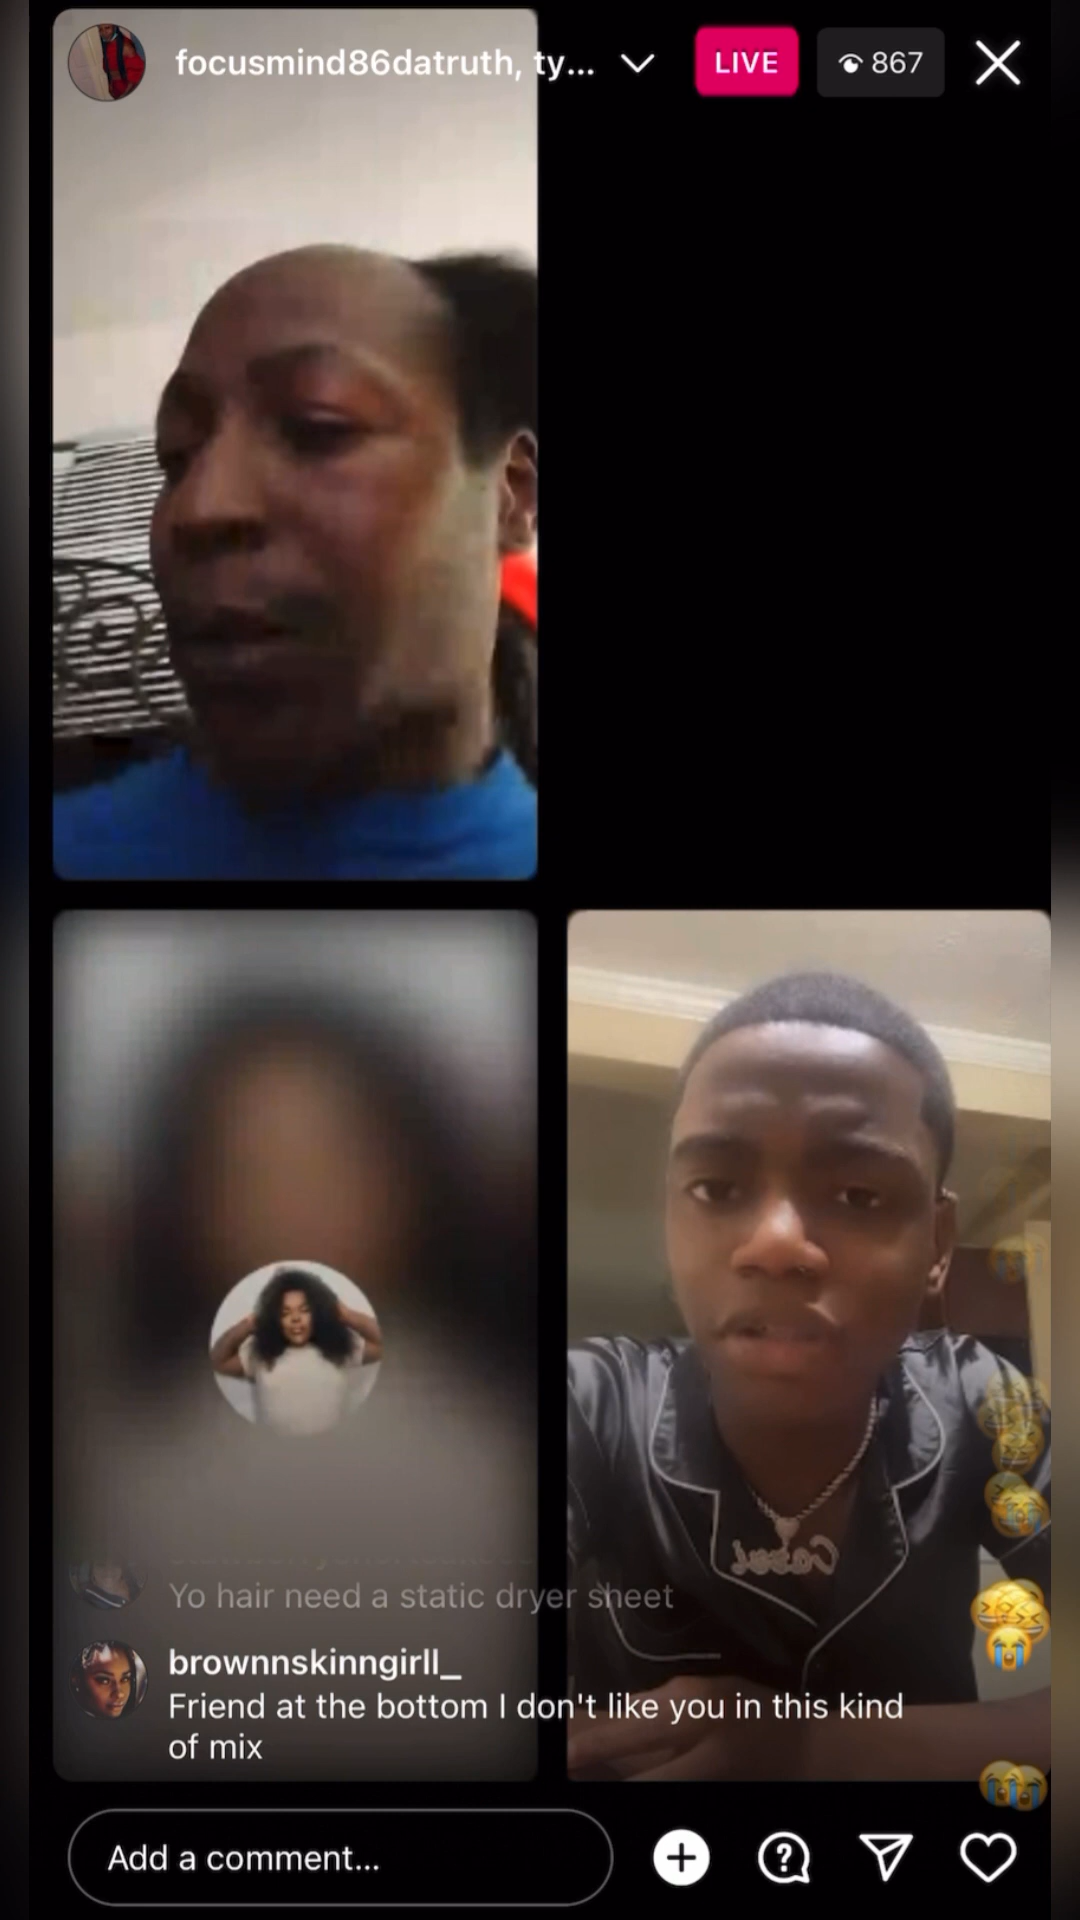 focusmind86datruth, ty...
LIVE
867
Yo hair need a static dryer sheet
brownnskinngirll_
Friend at the bottom I don't like you in this kind
of mix
Add a comment...